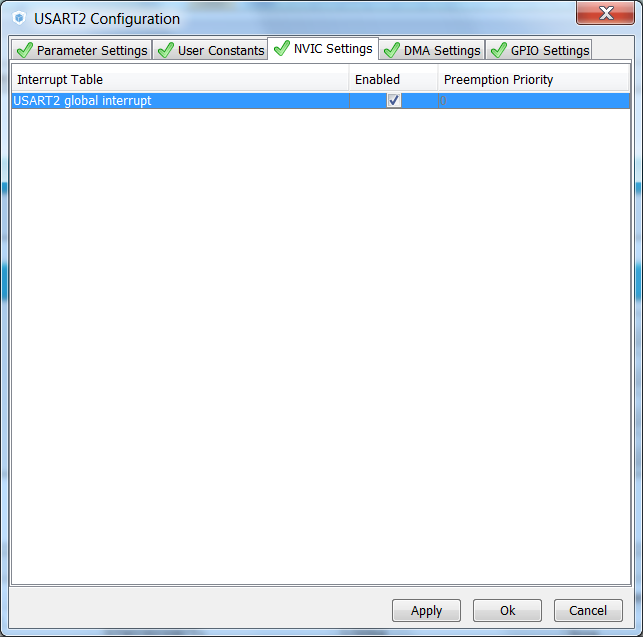 USART2 Configuration
Parameter Settings User Constants NVIC Settings DMA Settings GPIO Settings
Interrupt Table Enabled Preemption Priority
USART2 global interrupt 0
Apply Ok Cancel